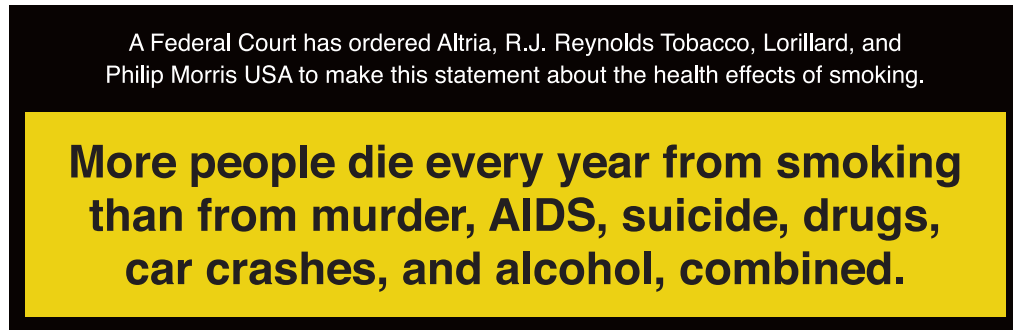 A Federal Court has ordered Altria, R.J. Reynolds Tobacco, Lorillard, and
Philip Morris USA to make this statement about the health effects of smoking.
More people die every year from smoking
than from murder, AIDS, suicide, drugs,
car crashes, and alcohol, combined.